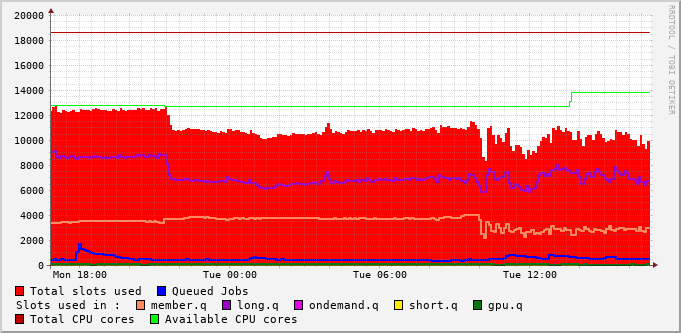 20000
18000
16000
14000
12000
10000
8000
6000
4000
2000
0
Mon 18:00 Tue 00:00 Tue 06:00 Tue 12:00
RRDTOOL / TOBI OETIKER
Total slots used Queued Jobs
Slots used in : member.q long.q ondemand.q short.q gpu.q
Total CPU cores Available CPU cores